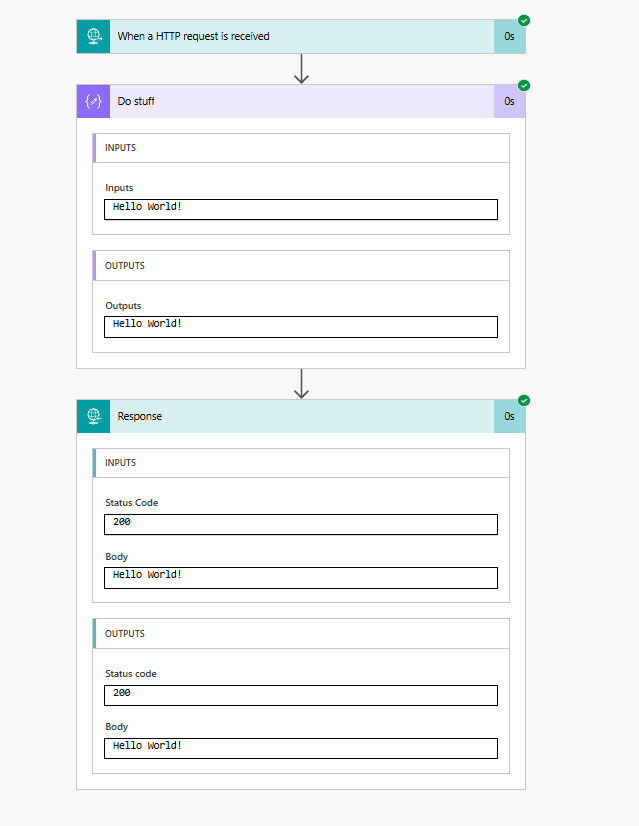 When a HTTP request is received
0s
Do stuff
0s
INPUTS
Inputs
Hello World!
OUTPUTS
Outputs
Hello World!
Response
0s
INPUTS
Status Code
200
Body
Hello World!
OUTPUTS
Status code
200
Body
Hello World!